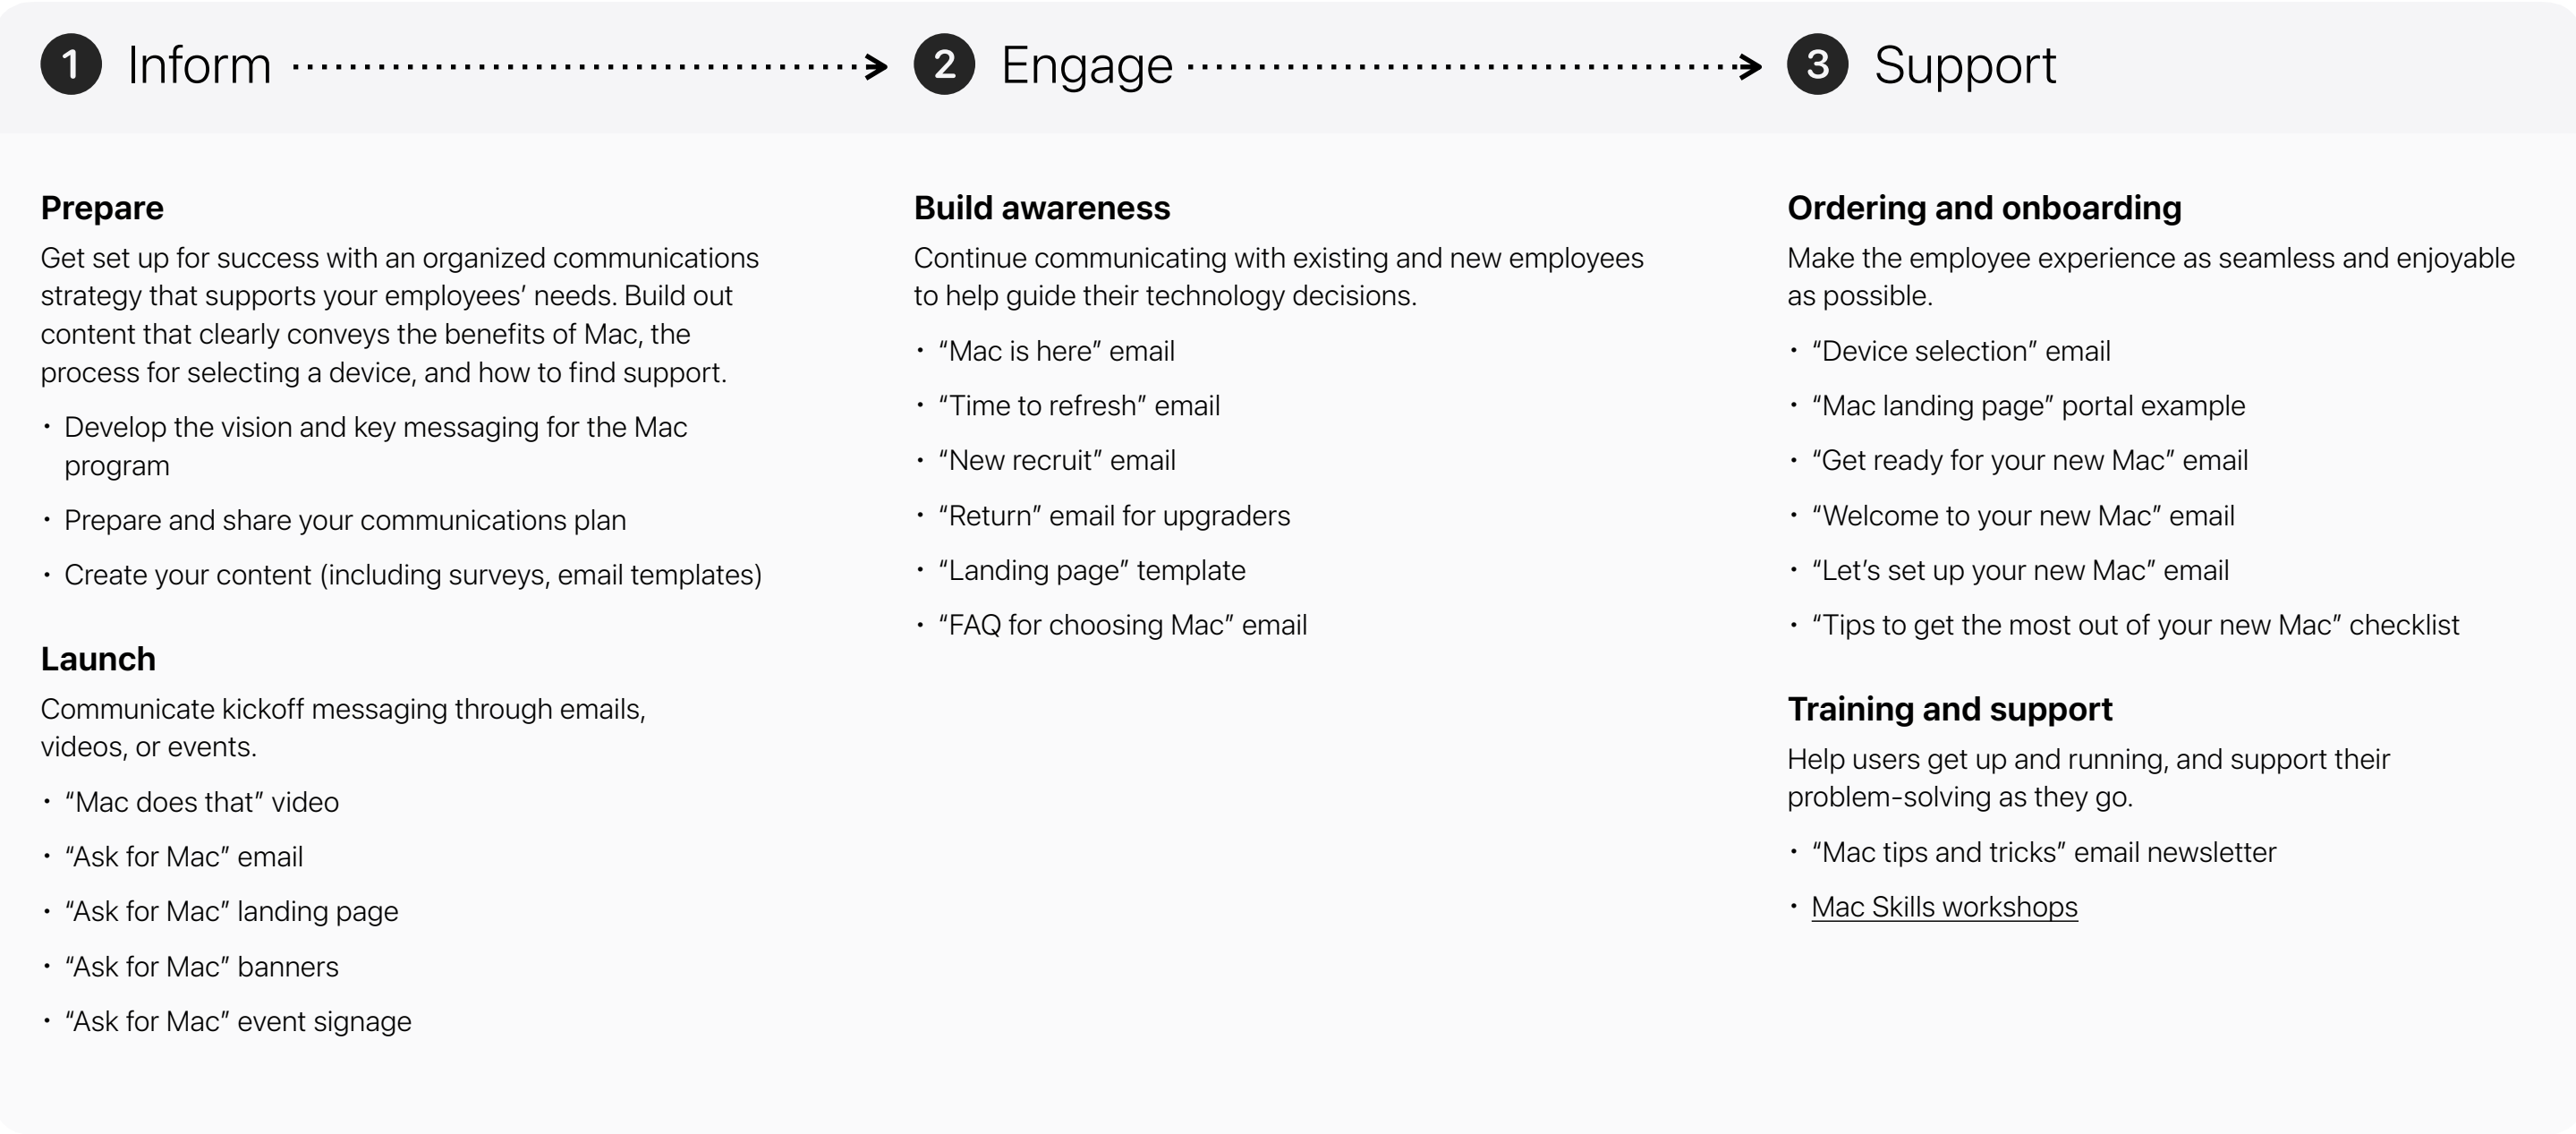 1 Inform
2 Engage
3 Support
Prepare
Get set up for success with an organized communications
strategy that supports your employees’ needs. Build out
content that clearly conveys the benefits of Mac, the
process for selecting a device, and how to find support.
• Develop the vision and key messaging for the Mac
program
• Prepare and share your communications plan
• Create your content (including surveys, email templates)
Launch
Communicate kickoff messaging through emails,
videos, or events.
• “Mac does that” video
• “Ask for Mac” email
• “Ask for Mac” landing page
• “Ask for Mac” banners
• “Ask for Mac” event signage
Build awareness
Continue communicating with existing and new employees
to help guide their technology decisions.
• “Mac is here” email
• “Time to refresh” email
• “New recruit” email
• “Return” email for upgraders
• “Landing page” template
• “FAQ for choosing Mac” email
Ordering and onboarding
Make the employee experience as seamless and enjoyable
as possible.
• “Device selection” email
• “Mac landing page” portal example
• “Get ready for your new Mac” email
• “Welcome to your new Mac” email
• “Let’s set up your new Mac” email
• “Tips to get the most out of your new Mac” checklist
Training and support
Help users get up and running, and support their
problem-solving as they go.
• “Mac tips and tricks” email newsletter
• Mac Skills workshops